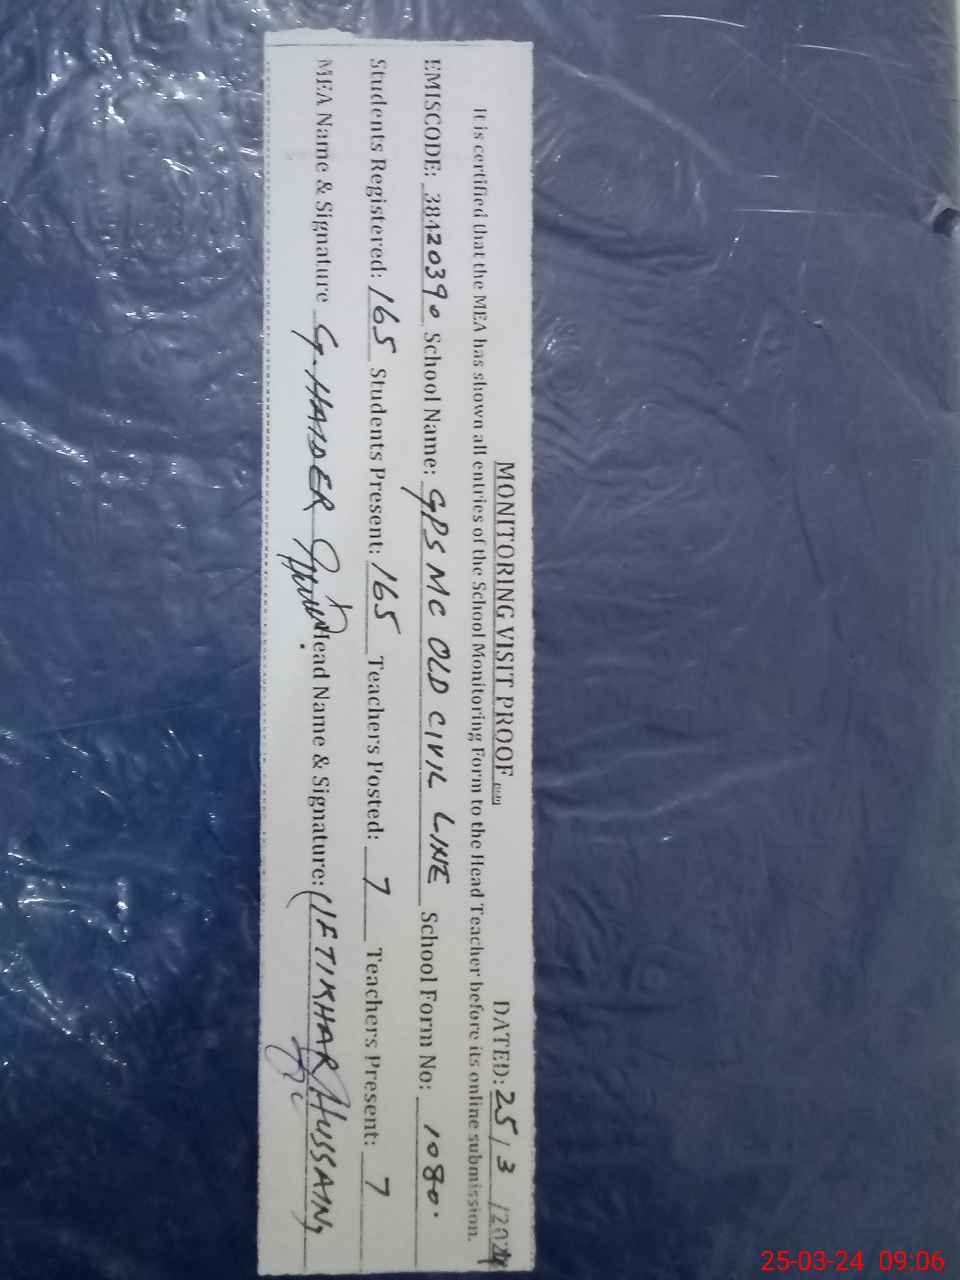 MONITORING VISIT PROOF DATED: 25/3/2024
It is certified that the MEA has shown all entries of the School Monitoring Form to the Head Teacher before its online submission.
EMISCODE: 38420390 School Name: GPS MC OLD CIVIL LINE School Form No: 1080
Students Registered: 165 Students Present: 165 Teachers Posted: 7 Teachers Present: 7
MEA Name & Signature G. HAIDER Head Name & Signature: (IFTIKHAR HUSSAIN)
25-03-24 09:06